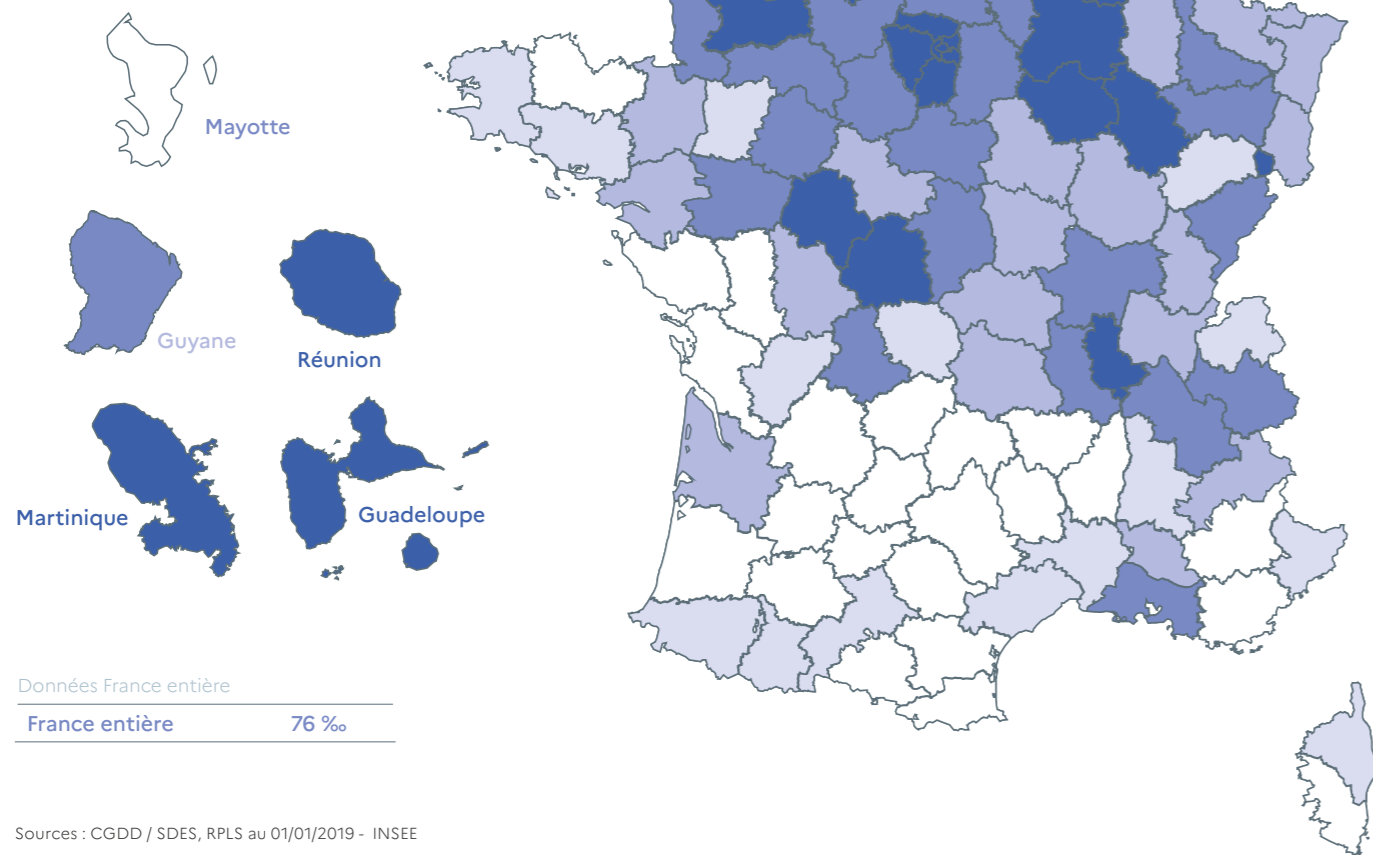 Mayotte
Guyane
Réunion
Martinique
Guadeloupe
Données France entière
France entière 76 ‰
Sources : CGDD / SDES, RPLS au 01/01/2019 - INSEE